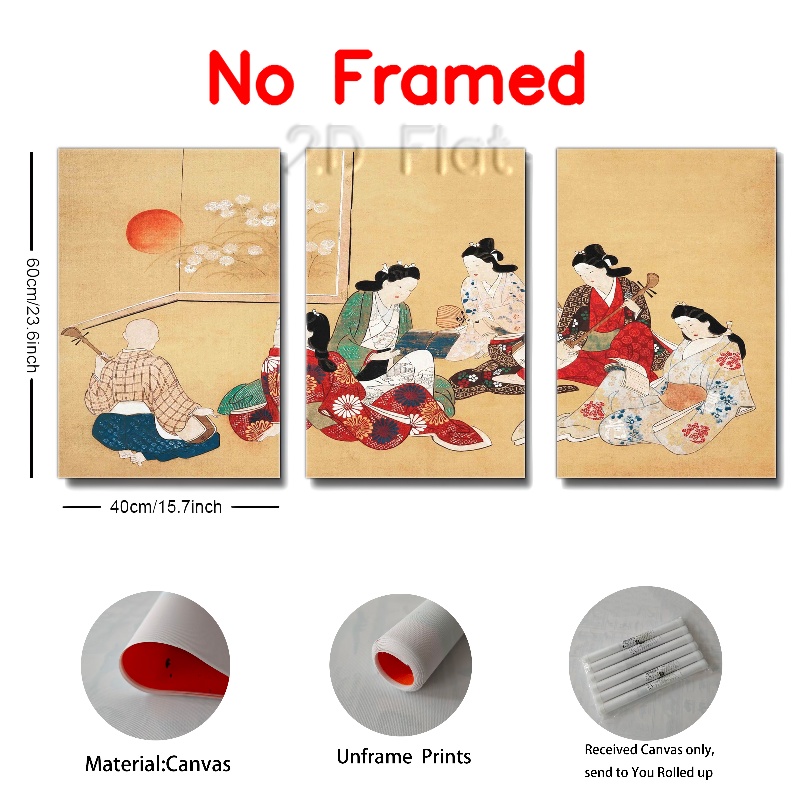 No Framed
2D Flat
60cm/23.6inch
40cm/15.7inch
Material:Canvas
Unframe Prints
Received Canvas only,
send to You Rolled up